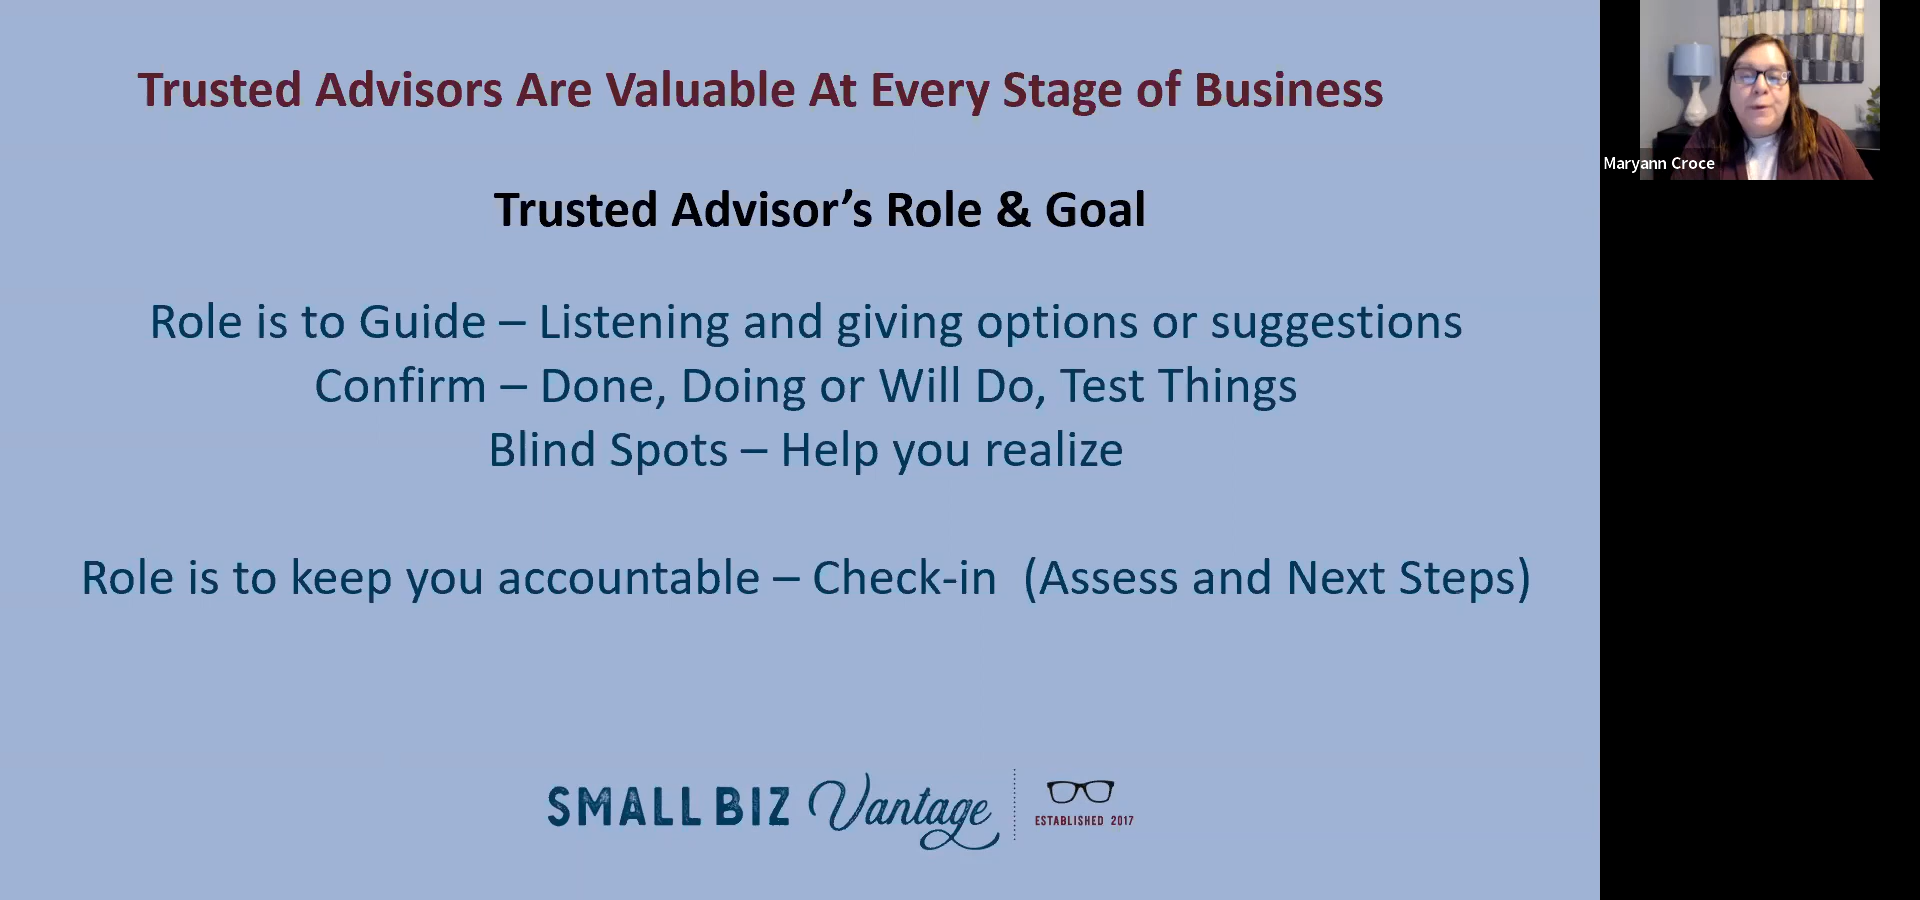 Trusted Advisors Are Valuable At Every Stage of Business
Trusted Advisor’s Role & Goal
Role is to Guide – Listening and giving options or suggestions
Confirm – Done, Doing or Will Do, Test Things
Blind Spots – Help you realize
Role is to keep you accountable – Check-in  (Assess and Next Steps)
SMALL BIZ Vantage
ESTABLISHED 2017
Maryann Croce